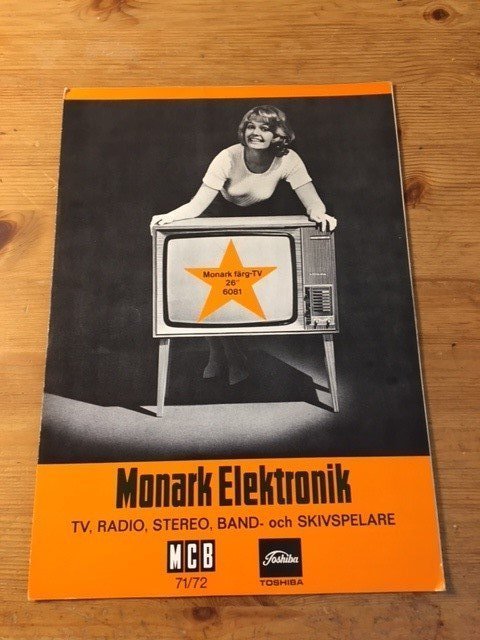 Monark färg-TV
26"
6081
Monark Elektronik
TV, RADIO, STEREO, BAND- och SKIVSPELARE
MCB
71/72
Toshiba
TOSHIBA